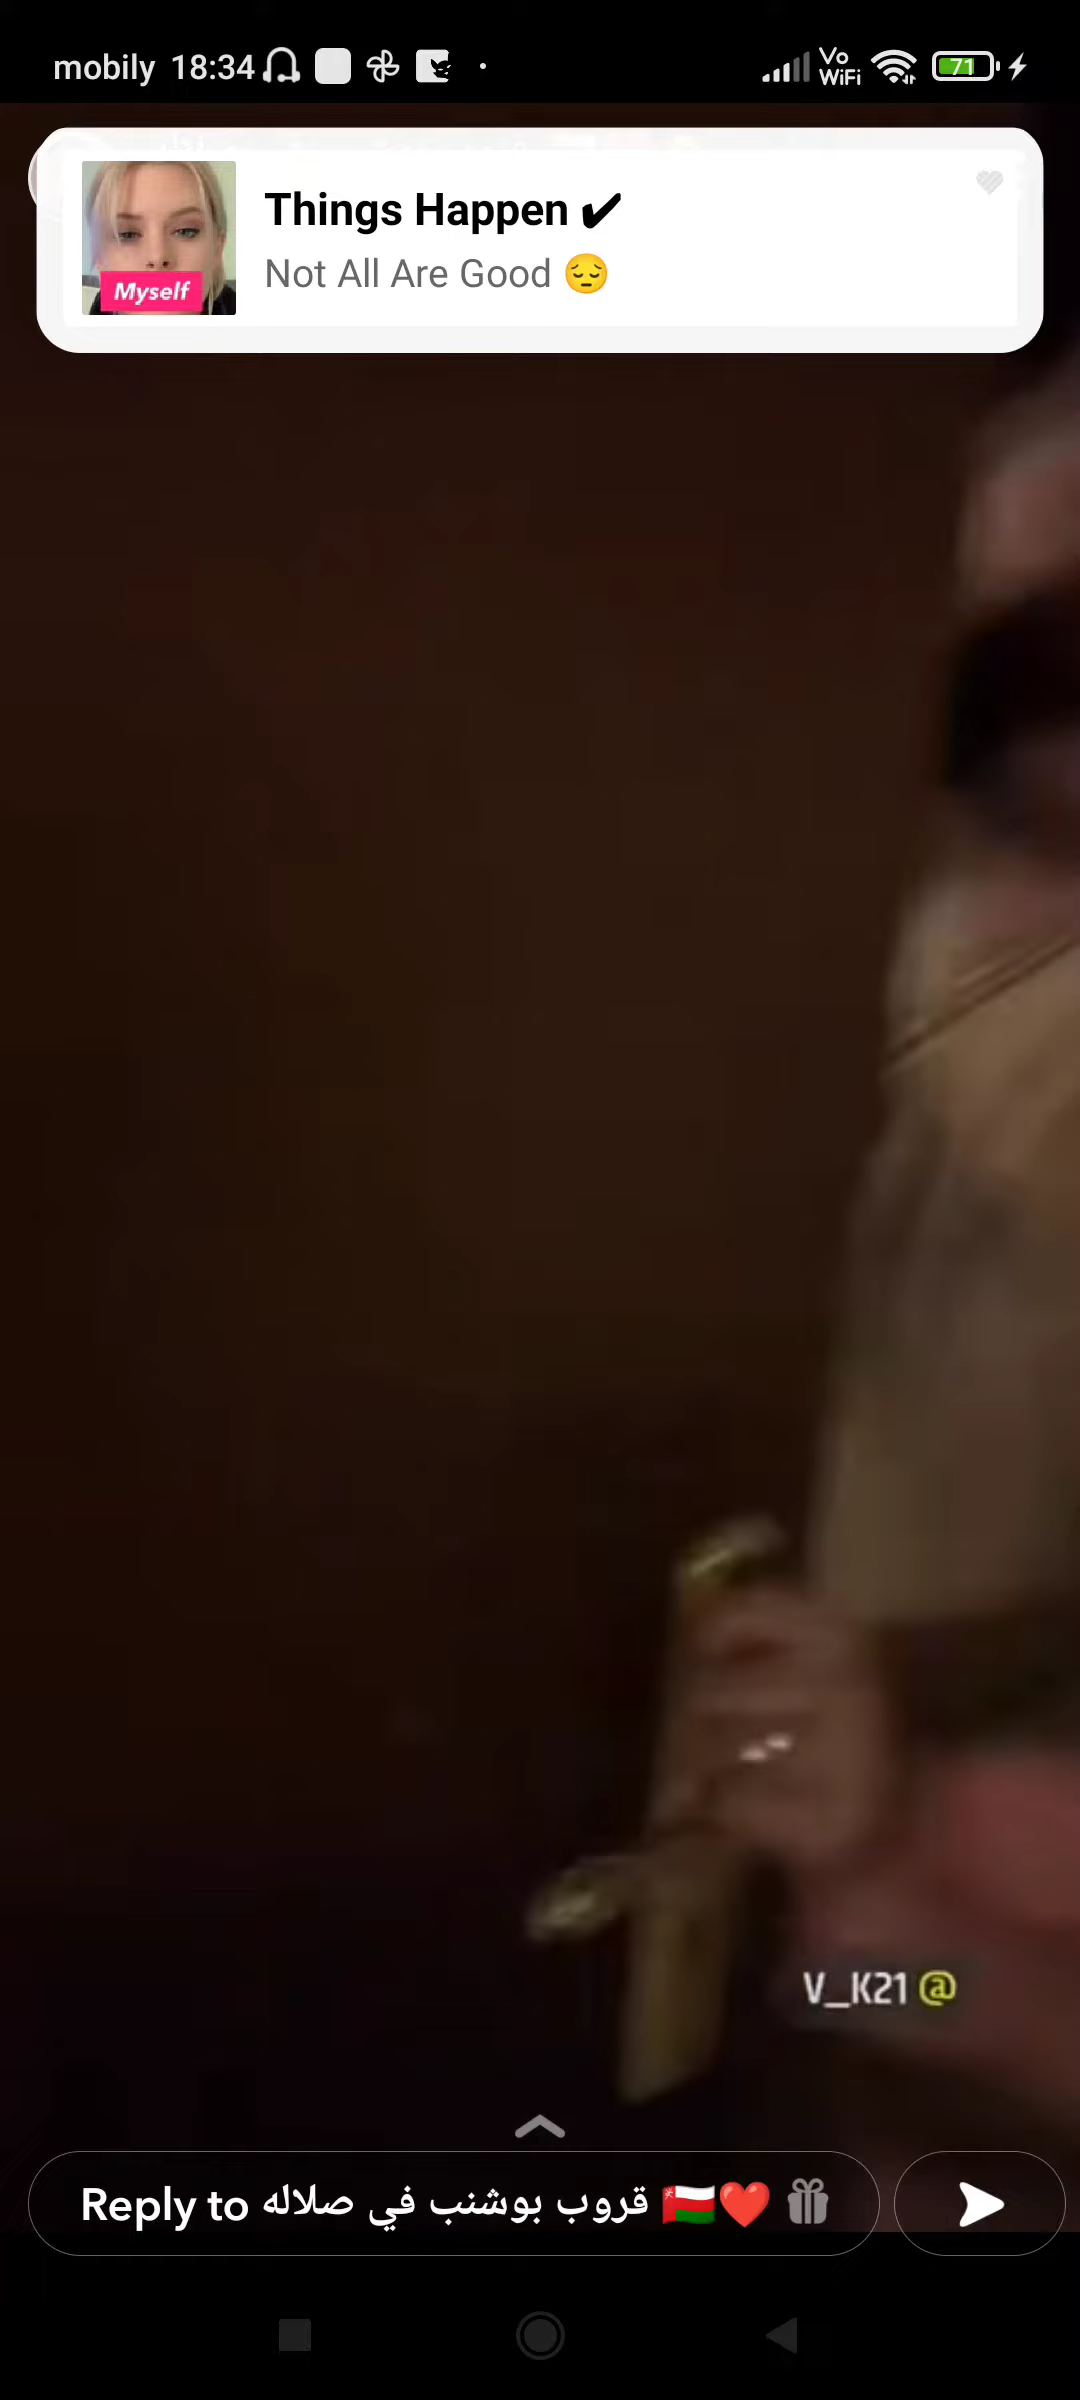 mobily 18:34
Vo
WiFi
71
Things Happen ✔
Not All Are Good 😔
Myself
V_K21 @
Reply to قروب بوشنب في صلاله 🇴🇲❤️